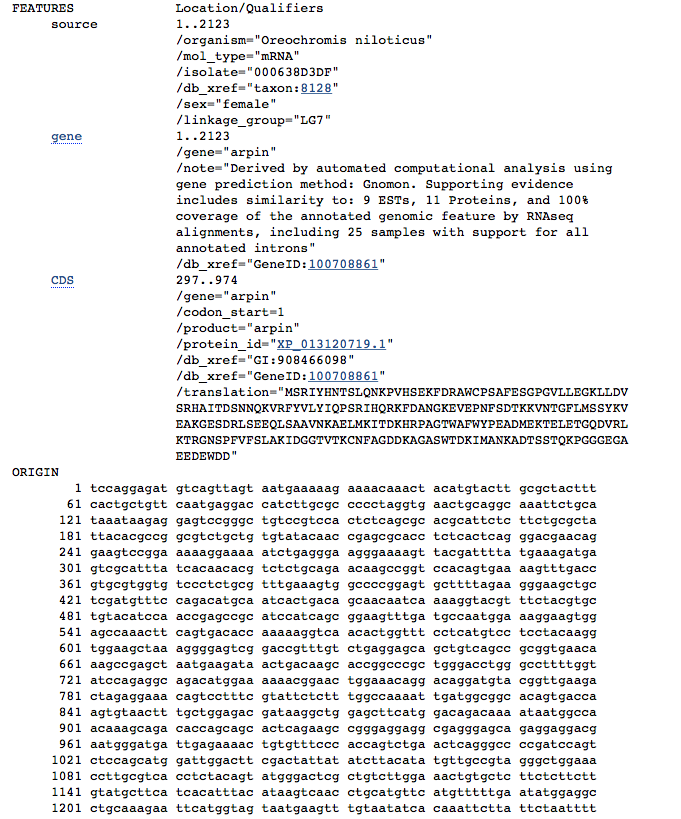 FEATURES Location/Qualifiers
source 1..2123
/organism="Oreochromis niloticus"
/mol_type="mRNA"
/isolate="000638D3DF"
/db_xref="taxon:8128"
/sex="female"
/linkage_group="LG7"
gene 1..2123
/gene="arpin"
/note="Derived by automated computational analysis using
gene prediction method: Gnomon. Supporting evidence
includes similarity to: 9 ESTs, 11 Proteins, and 100%
coverage of the annotated genomic feature by RNAseq
alignments, including 25 samples with support for all
annotated introns"
/db_xref="GeneID:100708861"
CDS 297..974
/gene="arpin"
/codon_start=1
/product="arpin"
/protein_id="XP_013120719.1"
/db_xref="GI:908466098"
/db_xref="GeneID:100708861"
/translation="MSRIYHNTSLQNKPVHSEKFDRAWCPSAFESGPGVLLEGKLLDV
SRHAITDSNNQKVRFYVLYIQPSRIHQRKFDANGKEVEPNFSDTKKVNTGFLMSSYKV
EAKGESDRLSEEQLSAAVNKAELMKITDKHRPAGTWAFWYPEADMEKTELETGQDVRL
KTRGNSPFVFSLAKIDGGTVTKCNFAGDDKAGASWTDKIMANKADTSSTQKPGGGEGA
EEDEWDD"
ORIGIN
1 tccaggagat gtcagttagt aatgaaaaag gaaaacaaact acatgtactt gcgctacttt
61 cactgctgtt caatgaggac catcttgcgc cccctaggtg aactgcaggc aaattctgca
121 taaataagag gagtccgggc tgtccgtcca ctctcagcgc acgcattctc ttctgcgcta
181 ttacacgccg gcgtctgctg tgtatacaac cgagcgcacc tctcactcag ggacgaacag
241 gaagtccgga aaaaggaaaa atctgaggga agggaaaagt tacgattttta tgaaagatga
301 gtcgcattta tcacaacacg tctctgcaga acaagccggt ccacagtgaa aagtttgacc
361 gtgcgtggtg tccctctgcg tttgaaagtg gccccggagt gcttttagaa gggaagctgc
421 tcgatgtttc cagacatgca atcactgaca gcaacaatca aaaggtacgt ttctacgtgc
481 tgtacatcca accgagccgc atccatcagc ggaagtttga tgccaatgga aaggaagtgg
541 agccaaactt cagtgacacc aaaaaggtca acactggttt cctcatgtcc tcctacaagg
601 tggaagctaa aggggagtcg gaccgtttgt ctgaggagca gctgtcagcc gcggtgaaca
661 aagccgagct aatgaagata actgacaagc accggcccgc tgggacctgg gccttttggt
721 atccagaggc agacatggaa aaaacggaac tggaaacagg acaggatgta cggttgaaga
781 ctagaggaaa cagtcctttc gtattctctt tggccaaaat tgatggcggc acagtgacca
841 agtgtaactt tgctggagac gataaggctg gagcttcatg gacagacaaa ataatggcca
901 acaaagcaga caccagcagc actcagaagc cgggaggagg cgagggagca gaggaggacg
961 aatgggatga ttgagaaaac tgtgtttccc accagtctga actcagggcc cgatccagt
1021 ctccagcatg gattggactt cgactattat atcttacata tgttgccgta gggctggaaa
1081 ccttgcgtca cctctacagt atgggactcg ctgtcttgga aactgtgctc ttctcttctt
1141 gtatgcttca tcacatttac ataagtcaac ctgcatgttc catgtttttga aatatggaggc
1201 ctgcaaagaa ttcatggtag taatgaagtt tgtaatatca caaattctta ttctaatttt